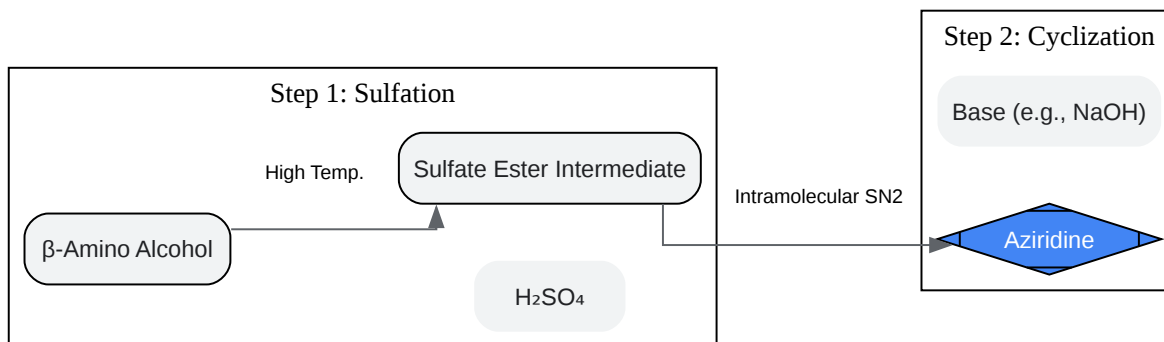 Step 1: Sulfation
High Temp.
Sulfate Ester Intermediate
β-Amino Alcohol
H₂SO₄
Intramolecular SN2
Step 2: Cyclization
Base (e.g., NaOH)
Aziridine